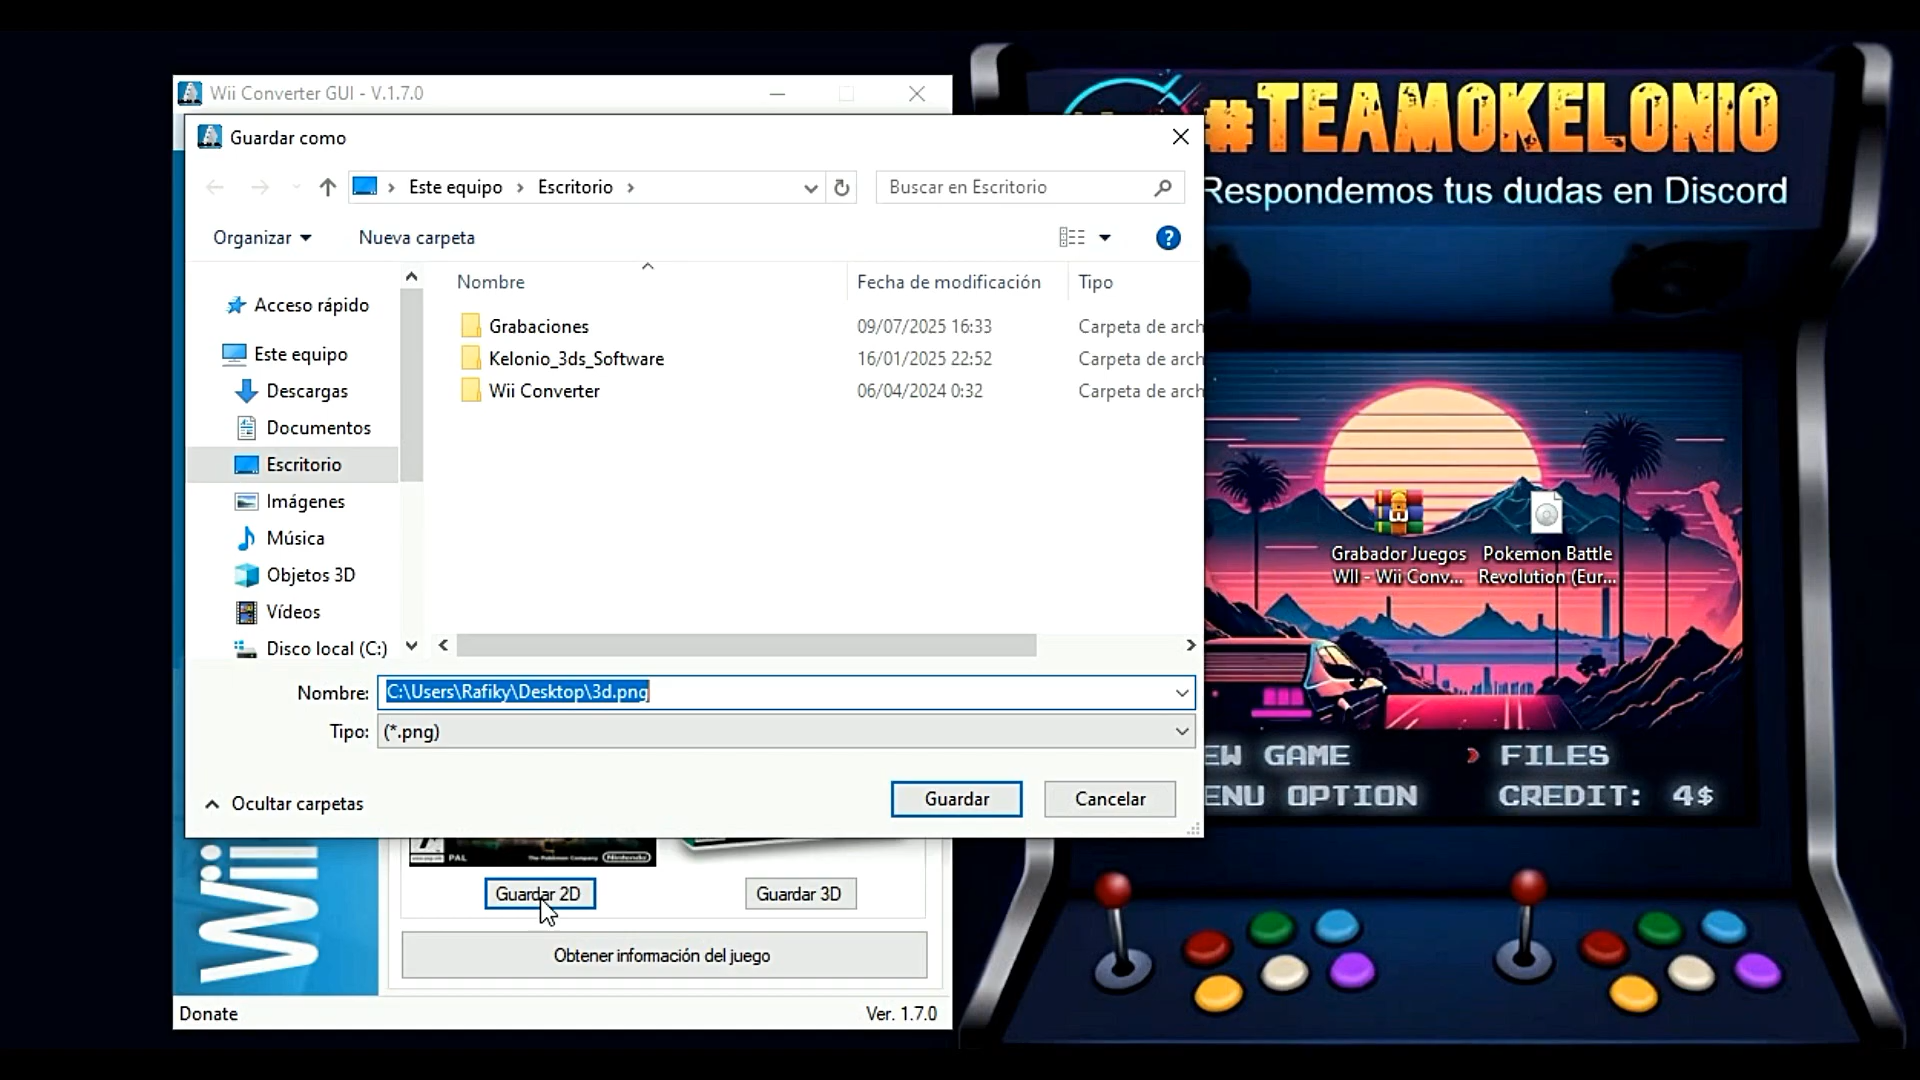 Wii Converter GUI - V.1.7.0
Guardar como
Este equipo
Escritorio
Buscar en Escritorio
Organizar
Nueva carpeta
?
Nombre
Fecha de modificación
Tipo
Acceso rápido
Este equipo
Descargas
Documentos
Escritorio
Imágenes
Música
Objetos 3D
Vídeos
Disco local (C:)
Grabaciones
09/07/2025 16:33
Carpeta de arch
Kelonio_3ds_Software
16/01/2025 22:52
Carpeta de arch
Wii Converter
06/04/2024 0:32
Carpeta de arch
Nombre:
C:\Users\Rafiky\Desktop\3d.png
Tipo:
(*.png)
Ocultar carpetas
Guardar
Cancelar
PAL
The Pokémon Company
Nintendo
Wii
Guardar 2D
Guardar 3D
Obtener información del juego
Donate
Ver. 1.7.0
#TEAMOKELONIO
Respondemos tus dudas en Discord
Grabador Juegos
WII - Wii Conv...
Pokemon Battle
Revolution (Eur...
EW GAME
FILES
ENU OPTION
CREDIT: 4$